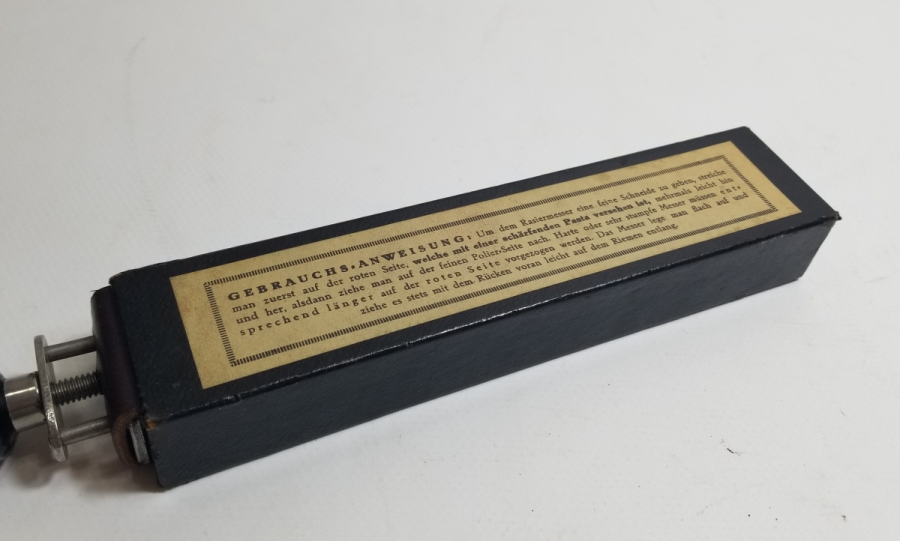 GEBRAUCHS-ANWEISUNG: Um dem Rasiermesser eine feine Schneide zu geben, streiche
man zuerst auf der roten Seite, welche mit einer schärfenden Pasta versehen ist, mehrmals leicht hin
und her, alsdann ziehe man auf der feinen Polier-Seite nach. Harte oder sehr stumpfe Messer müssen ent-
sprechend länger auf der roten Seite vorgezogen werden. Das Messer lege man flach auf und
ziehe es stets mit dem Rücken voran leicht auf dem Riemen entlang.